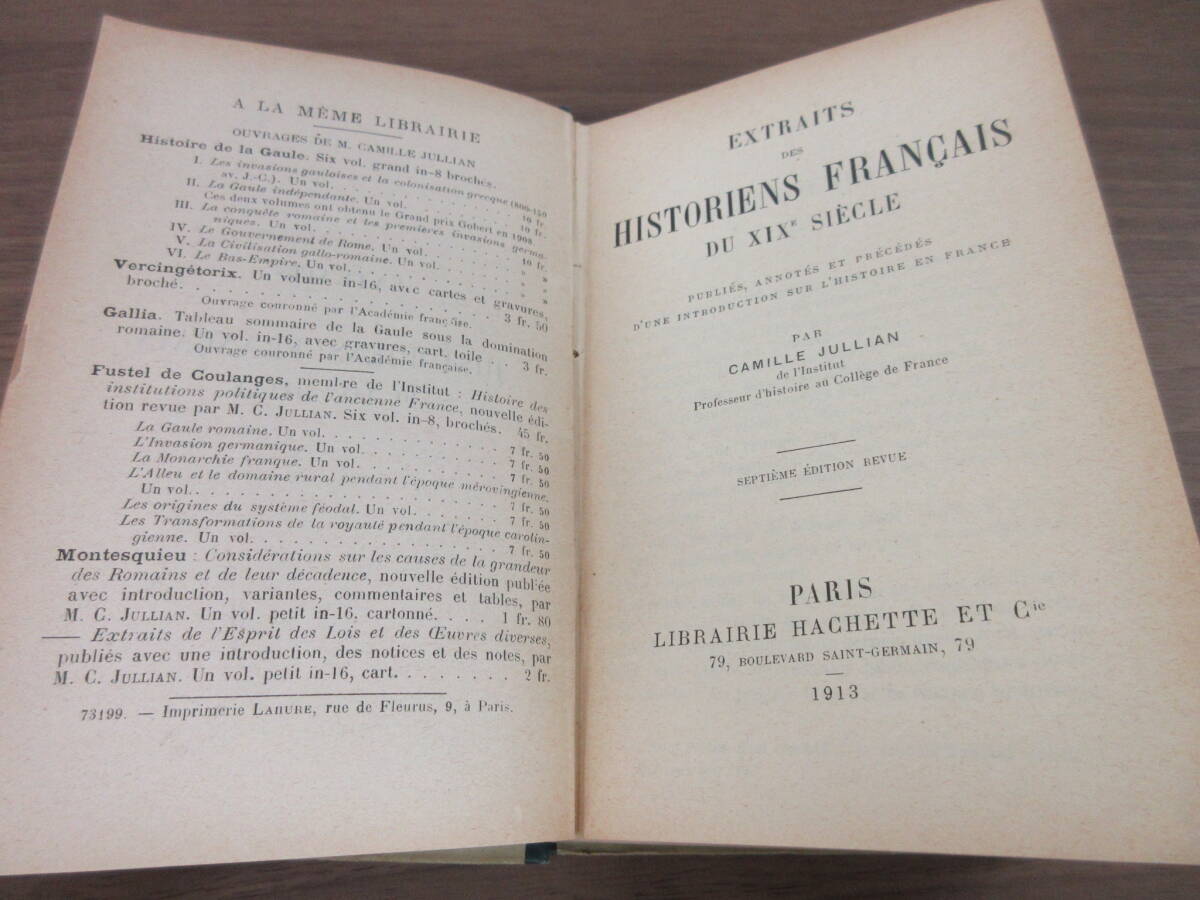 A LA MÊME LIBRAIRIE
OUVRAGES DE M. CAMILLE JULLIAN
Histoire de la Gaule. Six vol. grand in-8 brochés.
I. Les invasions gauloises et la colonisation grecque (600-450
av. J.-C.). Un vol. . . . . . . . . . . . 10 fr.
II. La Gaule indépendante. Un vol. . . . . . . . 10 fr.
Ces deux volumes ont obtenu le Grand prix Gobert en 1908.
III. La conquête romaine et les premières invasions germa-
niques. Un vol. . . . . . . . . . . . 10 fr.
IV. Le Gouvernement de Rome. Un vol. . . . . . » »
V. La Civilisation gallo-romaine. Un vol. . . . . » »
VI. Le Bas-Empire. Un vol. . . . . . . . . . » »
Vercingétorix. Un volume in-16, avec cartes et gravures,
broché. . . . . . . . . . . . . . . . 3 fr. 50
Ouvrage couronné par l'Académie française.
Gallia. Tableau sommaire de la Gaule sous la domination
romaine. Un vol. in-16, avec gravures, cart. toile . . 3 fr.
Ouvrage couronné par l'Académie française.
Fustel de Coulanges, membre de l'Institut : Histoire des
institutions politiques de l'ancienne France, nouvelle édi-
tion revue par M. C. JULLIAN. Six vol. in-8, brochés. 45 fr.
La Gaule romaine. Un vol. . . . . . . . . . 7 fr. 50
L'Invasion germanique. Un vol. . . . . . . . 7 fr. 50
La Monarchie franque. Un vol. . . . . . . . 7 fr. 50
L'Alleu et le domaine rural pendant l'époque mérovingienne.
Un vol. . . . . . . . . . . . . . . . 7 fr. 50
Les origines du système féodal. Un vol. . . . . 7 fr. 50
Les Transformations de la royauté pendant l'époque carolin-
gienne. Un vol. . . . . . . . . . . . . 7 fr. 50
Montesquieu : Considérations sur les causes de la grandeur
des Romains et de leur décadence, nouvelle édition publiée
avec introduction, variantes, commentaires et tables, par
M. C. JULLIAN. Un vol. petit in-16, cartonné. . . . 1 fr. 80
— Extraits de l'Esprit des Lois et des Œuvres diverses,
publiés avec une introduction, des notices et des notes, par
M. C. JULLIAN. Un vol. petit in-16, cart. . . . . . . . 2 fr.
73199. — Imprimerie LAHURE, rue de Fleurus, 9, à Paris.
EXTRAITS
DES
HISTORIENS FRANÇAIS
DU XIXe SIÈCLE
PUBLIÉS, ANNOTÉS ET PRÉCÉDÉS
D'UNE INTRODUCTION SUR L'HISTOIRE EN FRANCE
PAR
CAMILLE JULLIAN
de l'Institut
Professeur d'histoire au Collège de France
SEPTIÈME ÉDITION REVUE
PARIS
LIBRAIRIE HACHETTE ET Cie
79, BOULEVARD SAINT-GERMAIN, 79
1913